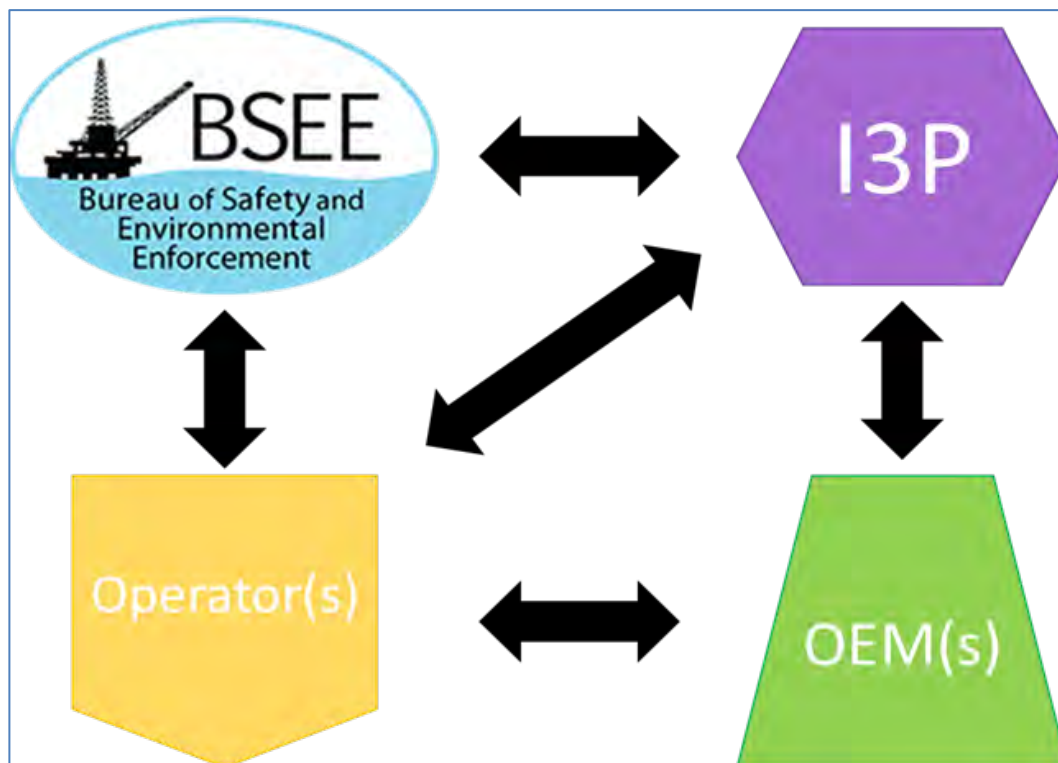 BSEE
Bureau of Safety and
Environmental
Enforcement
I3P
Operator(s)
OEM(s)